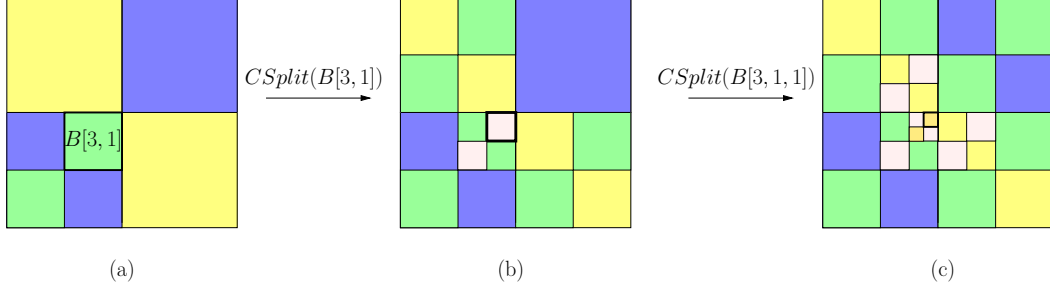 CSplit(B[3, 1])
CSplit(B[3, 1, 1])
B[3, 1]
(a)
(b)
(c)